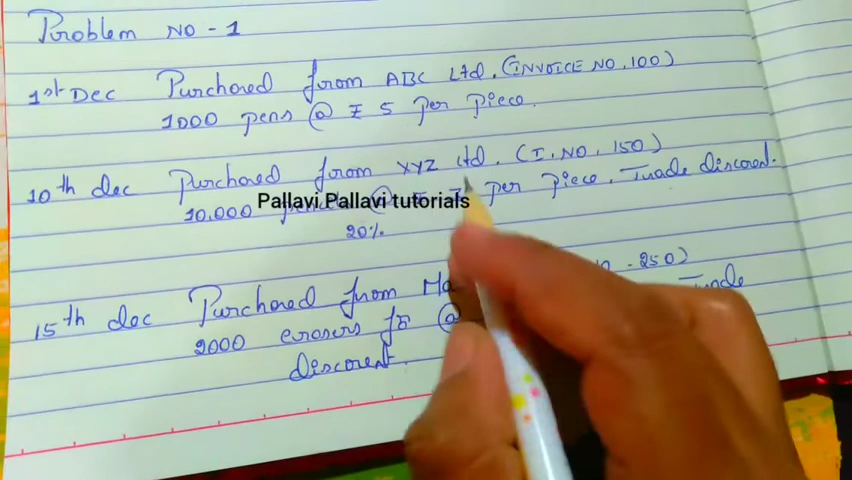 Problem NO - 1
1st Dec Purchased from ABC Ltd. (INVOICE NO. 100)
1000 pens @ ₹ 5 per piece.
10th dec Purchased from XYZ Ltd. (I. NO. 150)
10,000 @ per piece. Trade discount.
Pallavi Pallavi tutorials
20%.
15th dec Purchased from - 250)
2000 erasers @ Trade
discount.